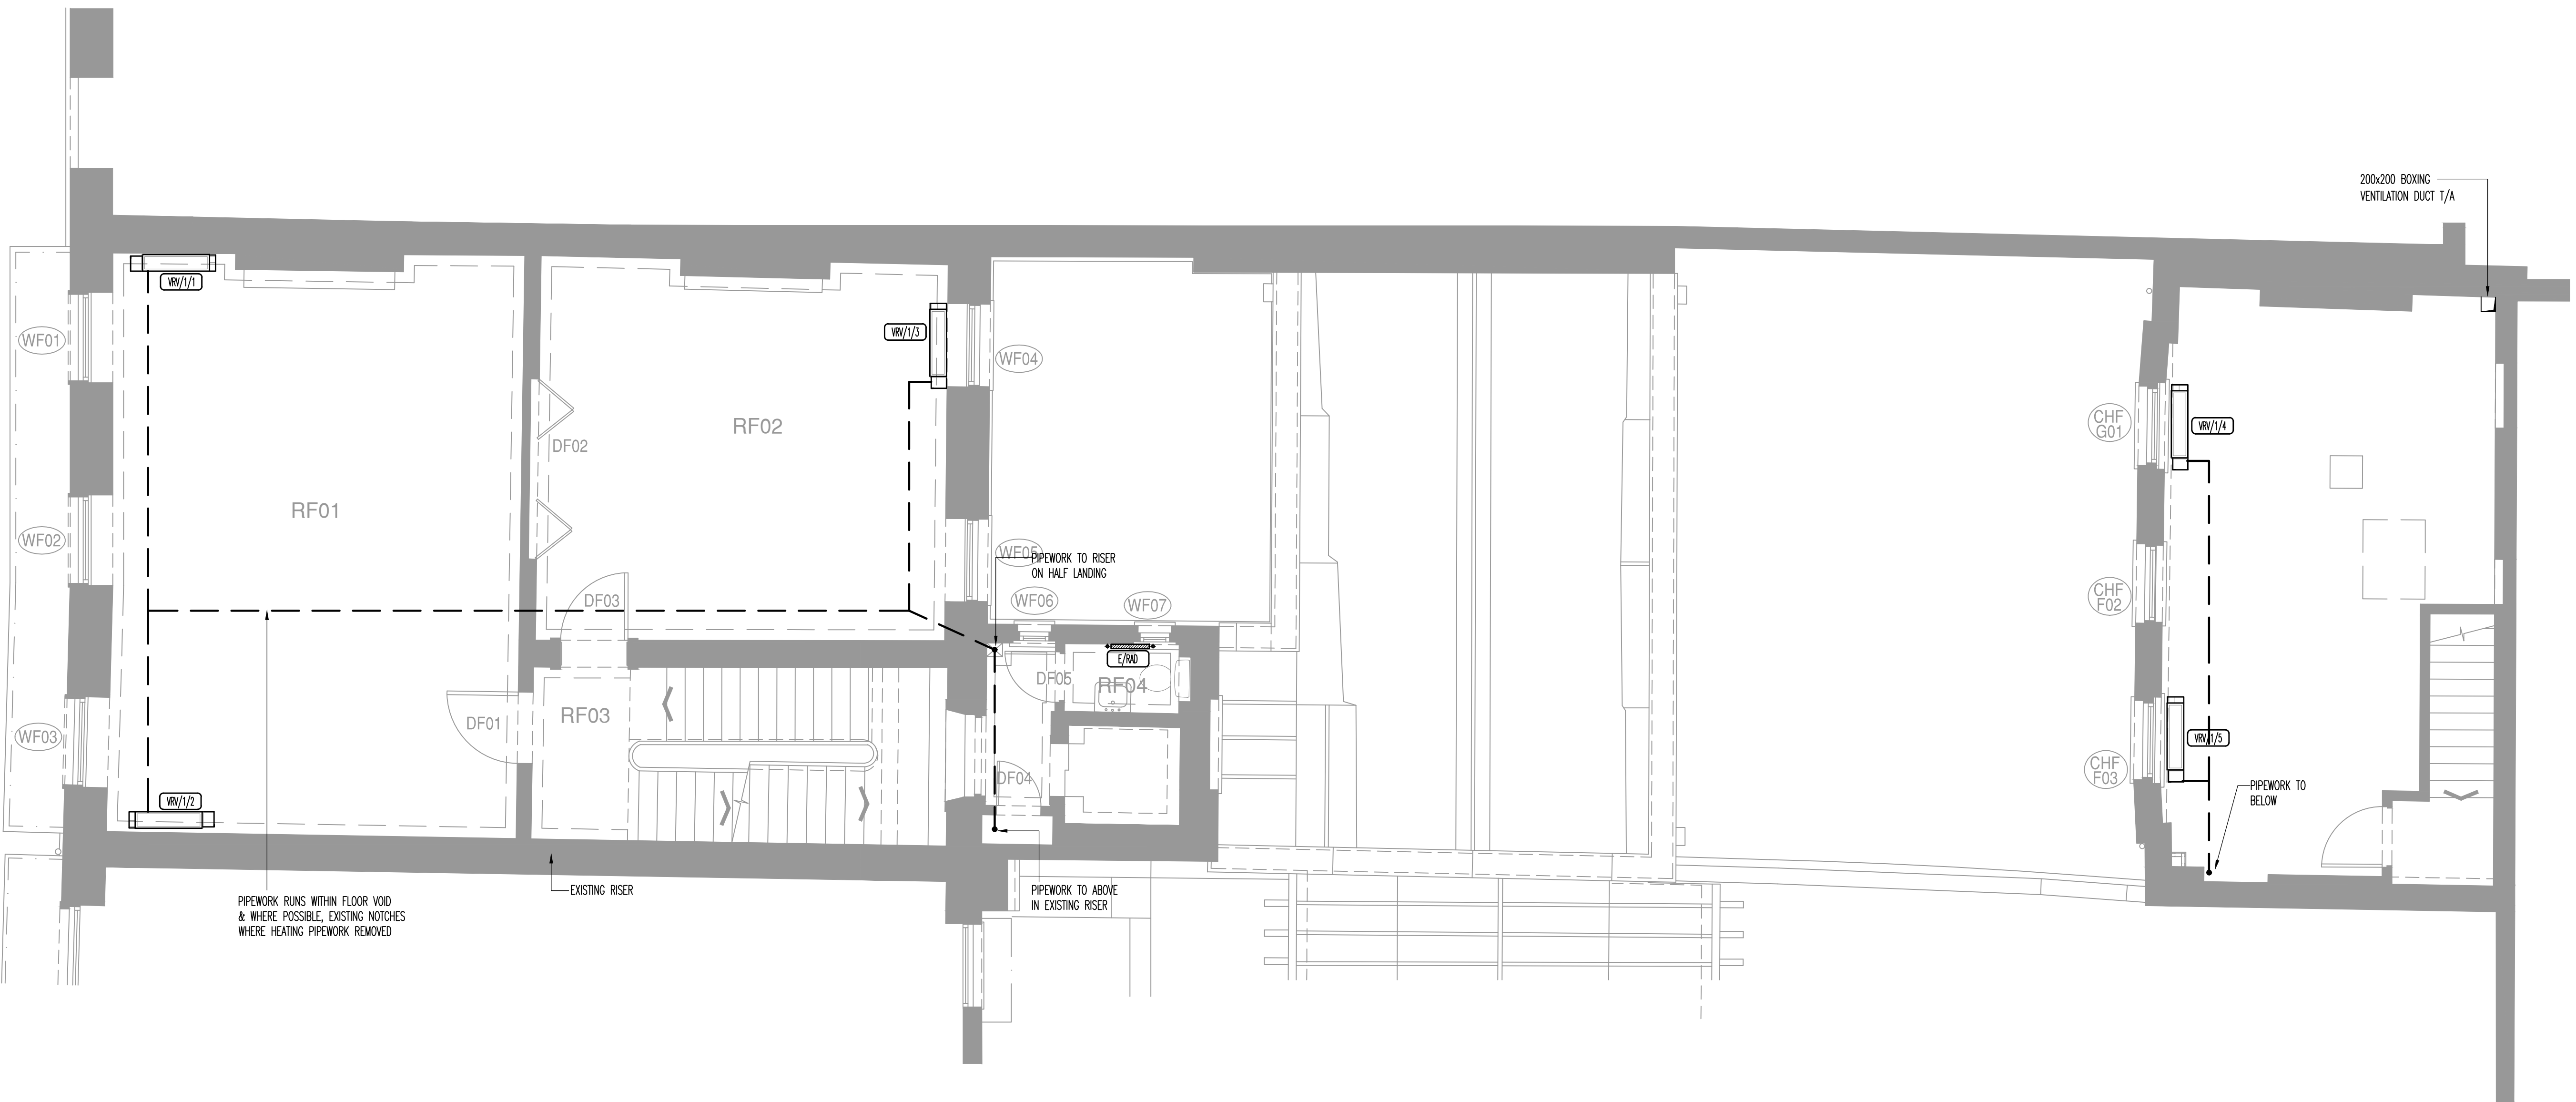 200x200 BOXING
VENTILATION DUCT T/A
VRV/1/1
VRV/1/3
WF01
WF04
CHF
G01
VRV/1/4
RF02
DF02
RF01
WF02
WF05
PIPEWORK TO RISER
ON HALF LANDING
DF03
WF06
WF07
CHF
F02
E/RAD
DF05
RF04
RF03
DF01
WF03
VRV/1/5
CHF
F03
DF04
PIPEWORK TO
BELOW
VRV/1/2
EXISTING RISER
PIPEWORK TO ABOVE
IN EXISTING RISER
PIPEWORK RUNS WITHIN FLOOR VOID
& WHERE POSSIBLE, EXISTING NOTCHES
WHERE HEATING PIPEWORK REMOVED